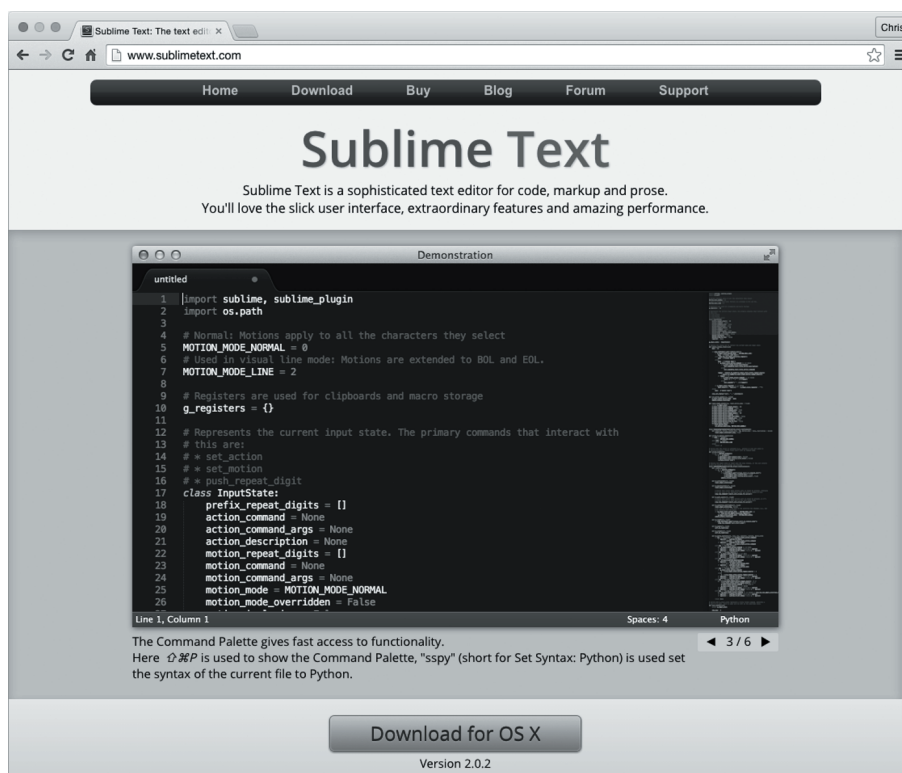 Sublime Text: The text edit
Chris
www.sublimetext.com
Home Download Buy Blog Forum Support
Sublime Text
Sublime Text is a sophisticated text editor for code, markup and prose.
You'll love the slick user interface, extraordinary features and amazing performance.
Demonstration
untitled
1 import sublime, sublime_plugin
2 import os.path
3
4 # Normal: Motions apply to all the characters they select
5 MOTION_MODE_NORMAL = 0
6 # Used in visual line mode: Motions are extended to BOL and EOL.
7 MOTION_MODE_LINE = 2
8
9 # Registers are used for clipboards and macro storage
10 g_registers = {}
11
12 # Represents the current input state. The primary commands that interact with
13 # this are:
14 # * set_action
15 # * set_motion
16 # * push_repeat_digit
17 class InputState:
18 prefix_repeat_digits = []
19 action_command = None
20 action_command_args = None
21 action_description = None
22 motion_repeat_digits = []
23 motion_command = None
24 motion_command_args = None
25 motion_mode = MOTION_MODE_NORMAL
26 motion_mode_overridden = False
Line 1, Column 1 Spaces: 4 Python
The Command Palette gives fast access to functionality.
3 / 6
Here ⇧⌘P is used to show the Command Palette, "sspy" (short for Set Syntax: Python) is used set
the syntax of the current file to Python.
Download for OS X
Version 2.0.2